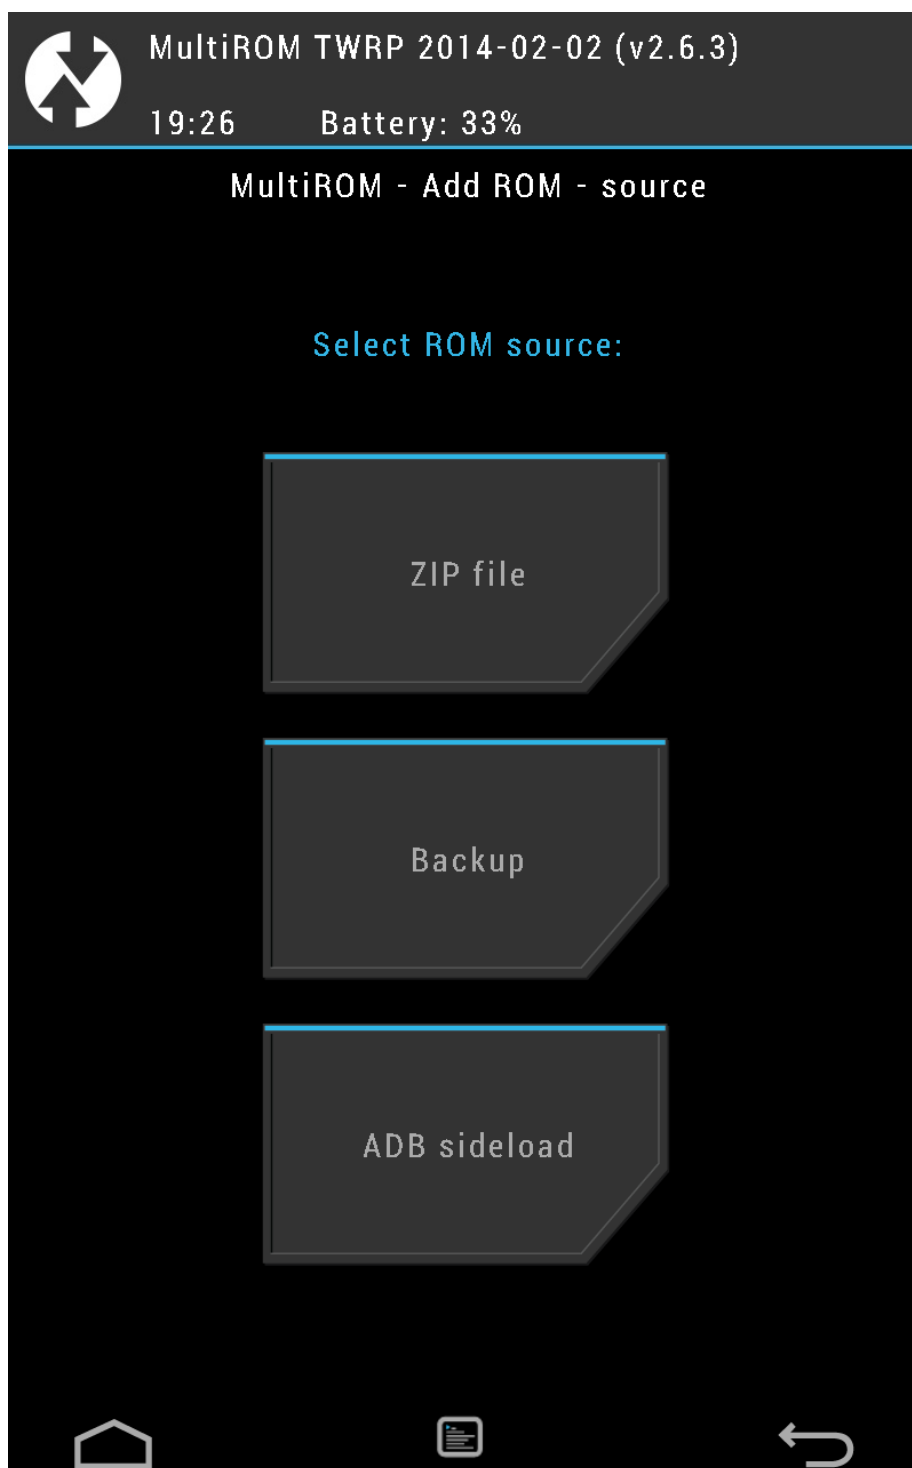 MultiROM TWRP 2014-02-02 (v2.6.3)
19:26 Battery: 33%
MultiROM - Add ROM - source
Select ROM source:
ZIP file
Backup
ADB sideload